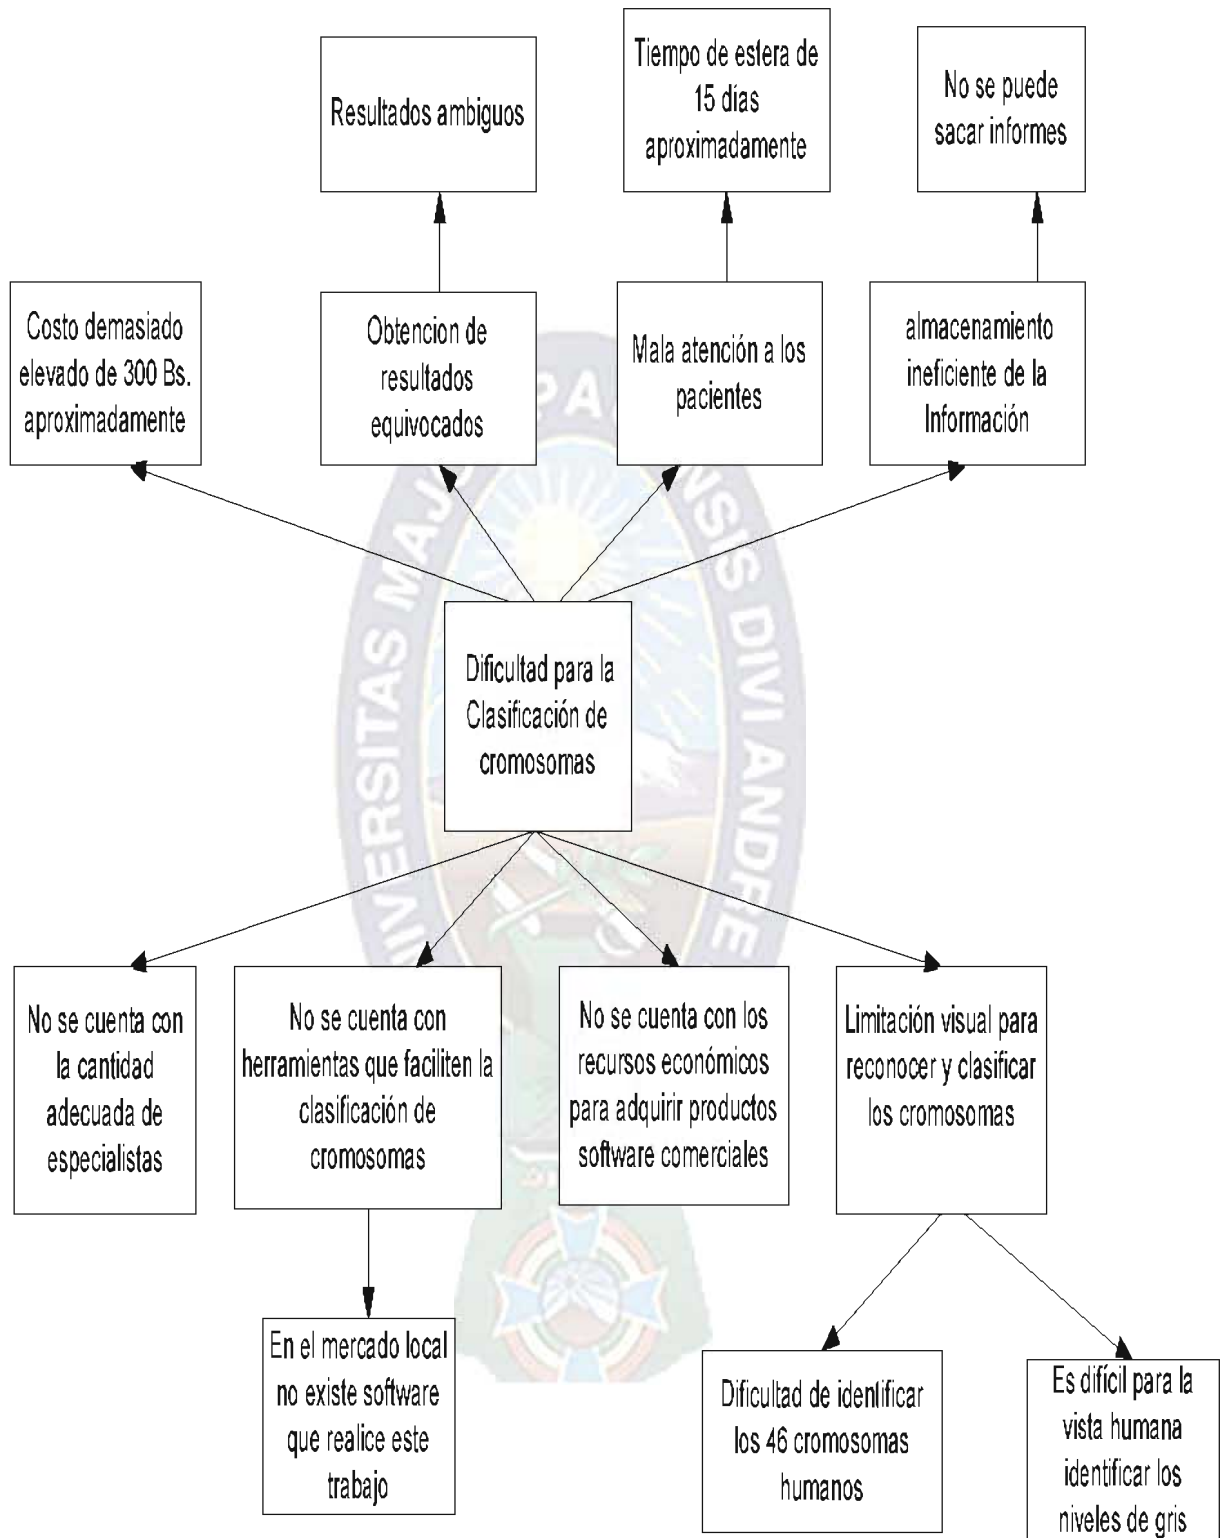 Resultados ambiguos
Tiempo de estera de
15 días
aproximadamente
No se puede
sacar informes
Costo demasiado
elevado de 300 Bs.
aproximadamente
Obtencion de
resultados
equivocados
Mala atención a los
pacientes
almacenamiento
ineficiente de la
Información
Dificultad para la
Clasificación de
cromosomas
No se cuenta con
la cantidad
adecuada de
especialistas
No se cuenta con
herramientas que faciliten la
clasificación de
cromosomas
No se cuenta con los
recursos económicos
para adquirir productos
software comerciales
Limitación visual para
reconocer y clasificar
los cromosomas
En el mercado local
no existe software
que realice este
trabajo
Dificultad de identificar
los 46 cromosomas
humanos
Es difícil para la
vista humana
identificar los
niveles de gris